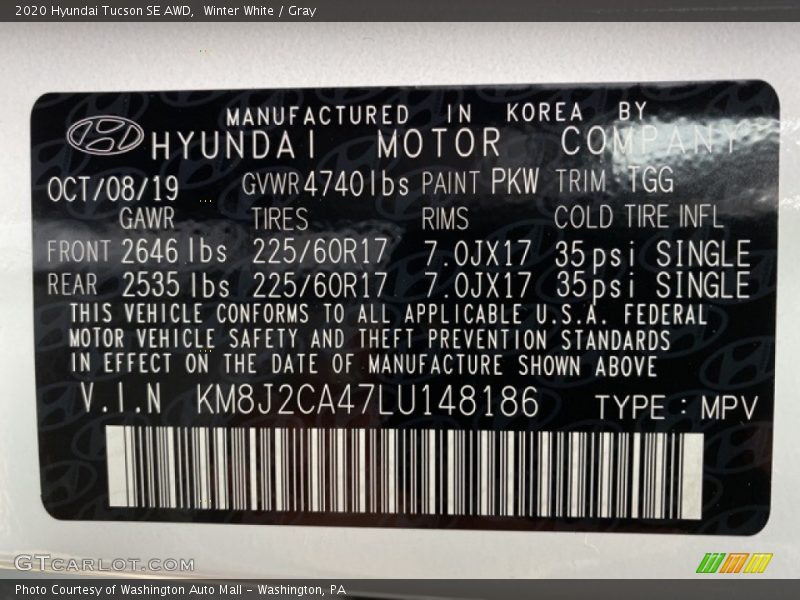 2020 Hyundai Tucson SE AWD, Winter White / Gray
MANUFACTURED IN KOREA BY
HYUNDAI MOTOR COMPANY
OCT/08/19 GVWR 4740lbs PAINT PKW TRIM TGG
GAWR TIRES RIMS COLD TIRE INFL
FRONT 2646 lbs 225/60R17 7.0JX17 35psi SINGLE
REAR 2535 lbs 225/60R17 7.0JX17 35psi SINGLE
THIS VEHICLE CONFORMS TO ALL APPLICABLE U.S.A. FEDERAL
MOTOR VEHICLE SAFETY AND THEFT PREVENTION STANDARDS
IN EFFECT ON THE DATE OF MANUFACTURE SHOWN ABOVE
V.I.N KM8J2CA47LU148186 TYPE : MPV
GTCARLOT.COM
Photo Courtesy of Washington Auto Mall - Washington, PA